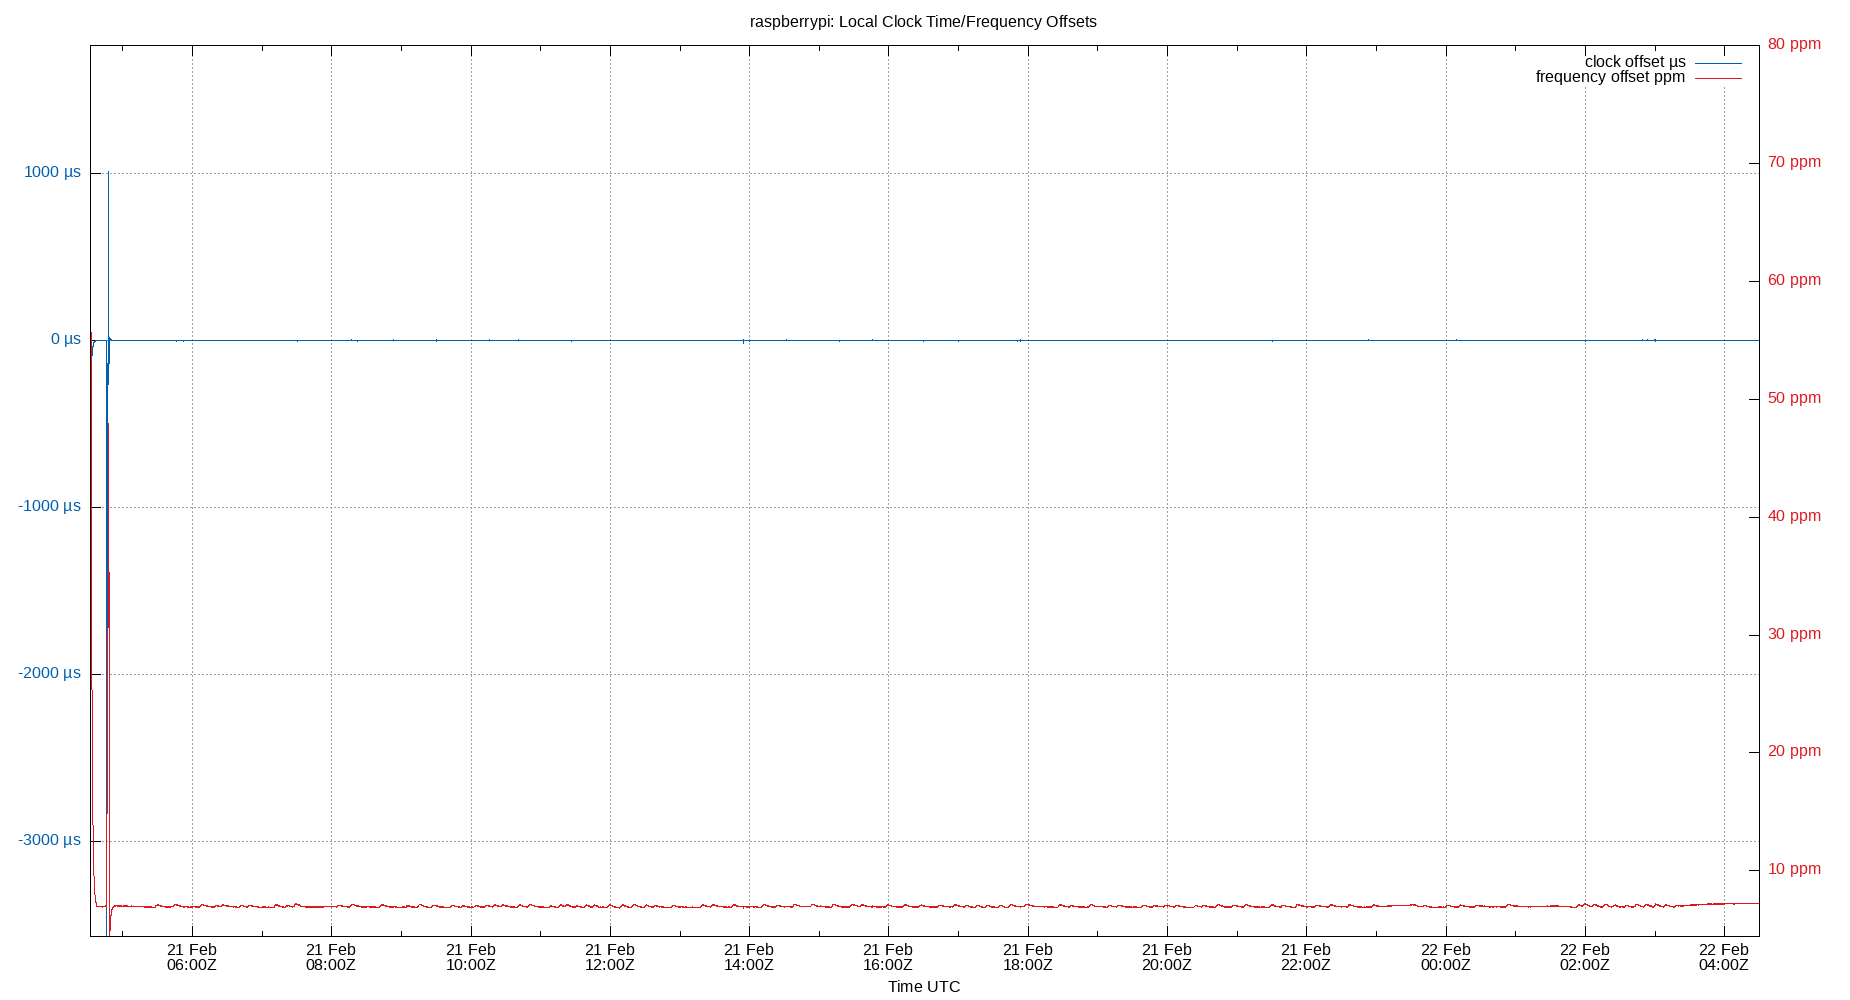 raspberrypi: Local Clock Time/Frequency Offsets
80 ppm
clock offset µs
frequency offset ppm
1000 µs
70 ppm
60 ppm
0 µs
50 ppm
-1000 µs
40 ppm
30 ppm
-2000 µs
20 ppm
-3000 µs
10 ppm
21 Feb 21 Feb 21 Feb 21 Feb 21 Feb 21 Feb 21 Feb 21 Feb 21 Feb 22 Feb 22 Feb 22 Feb
06:00Z 08:00Z 10:00Z 12:00Z 14:00Z 16:00Z 18:00Z 20:00Z 22:00Z 00:00Z 02:00Z 04:00Z
Time UTC